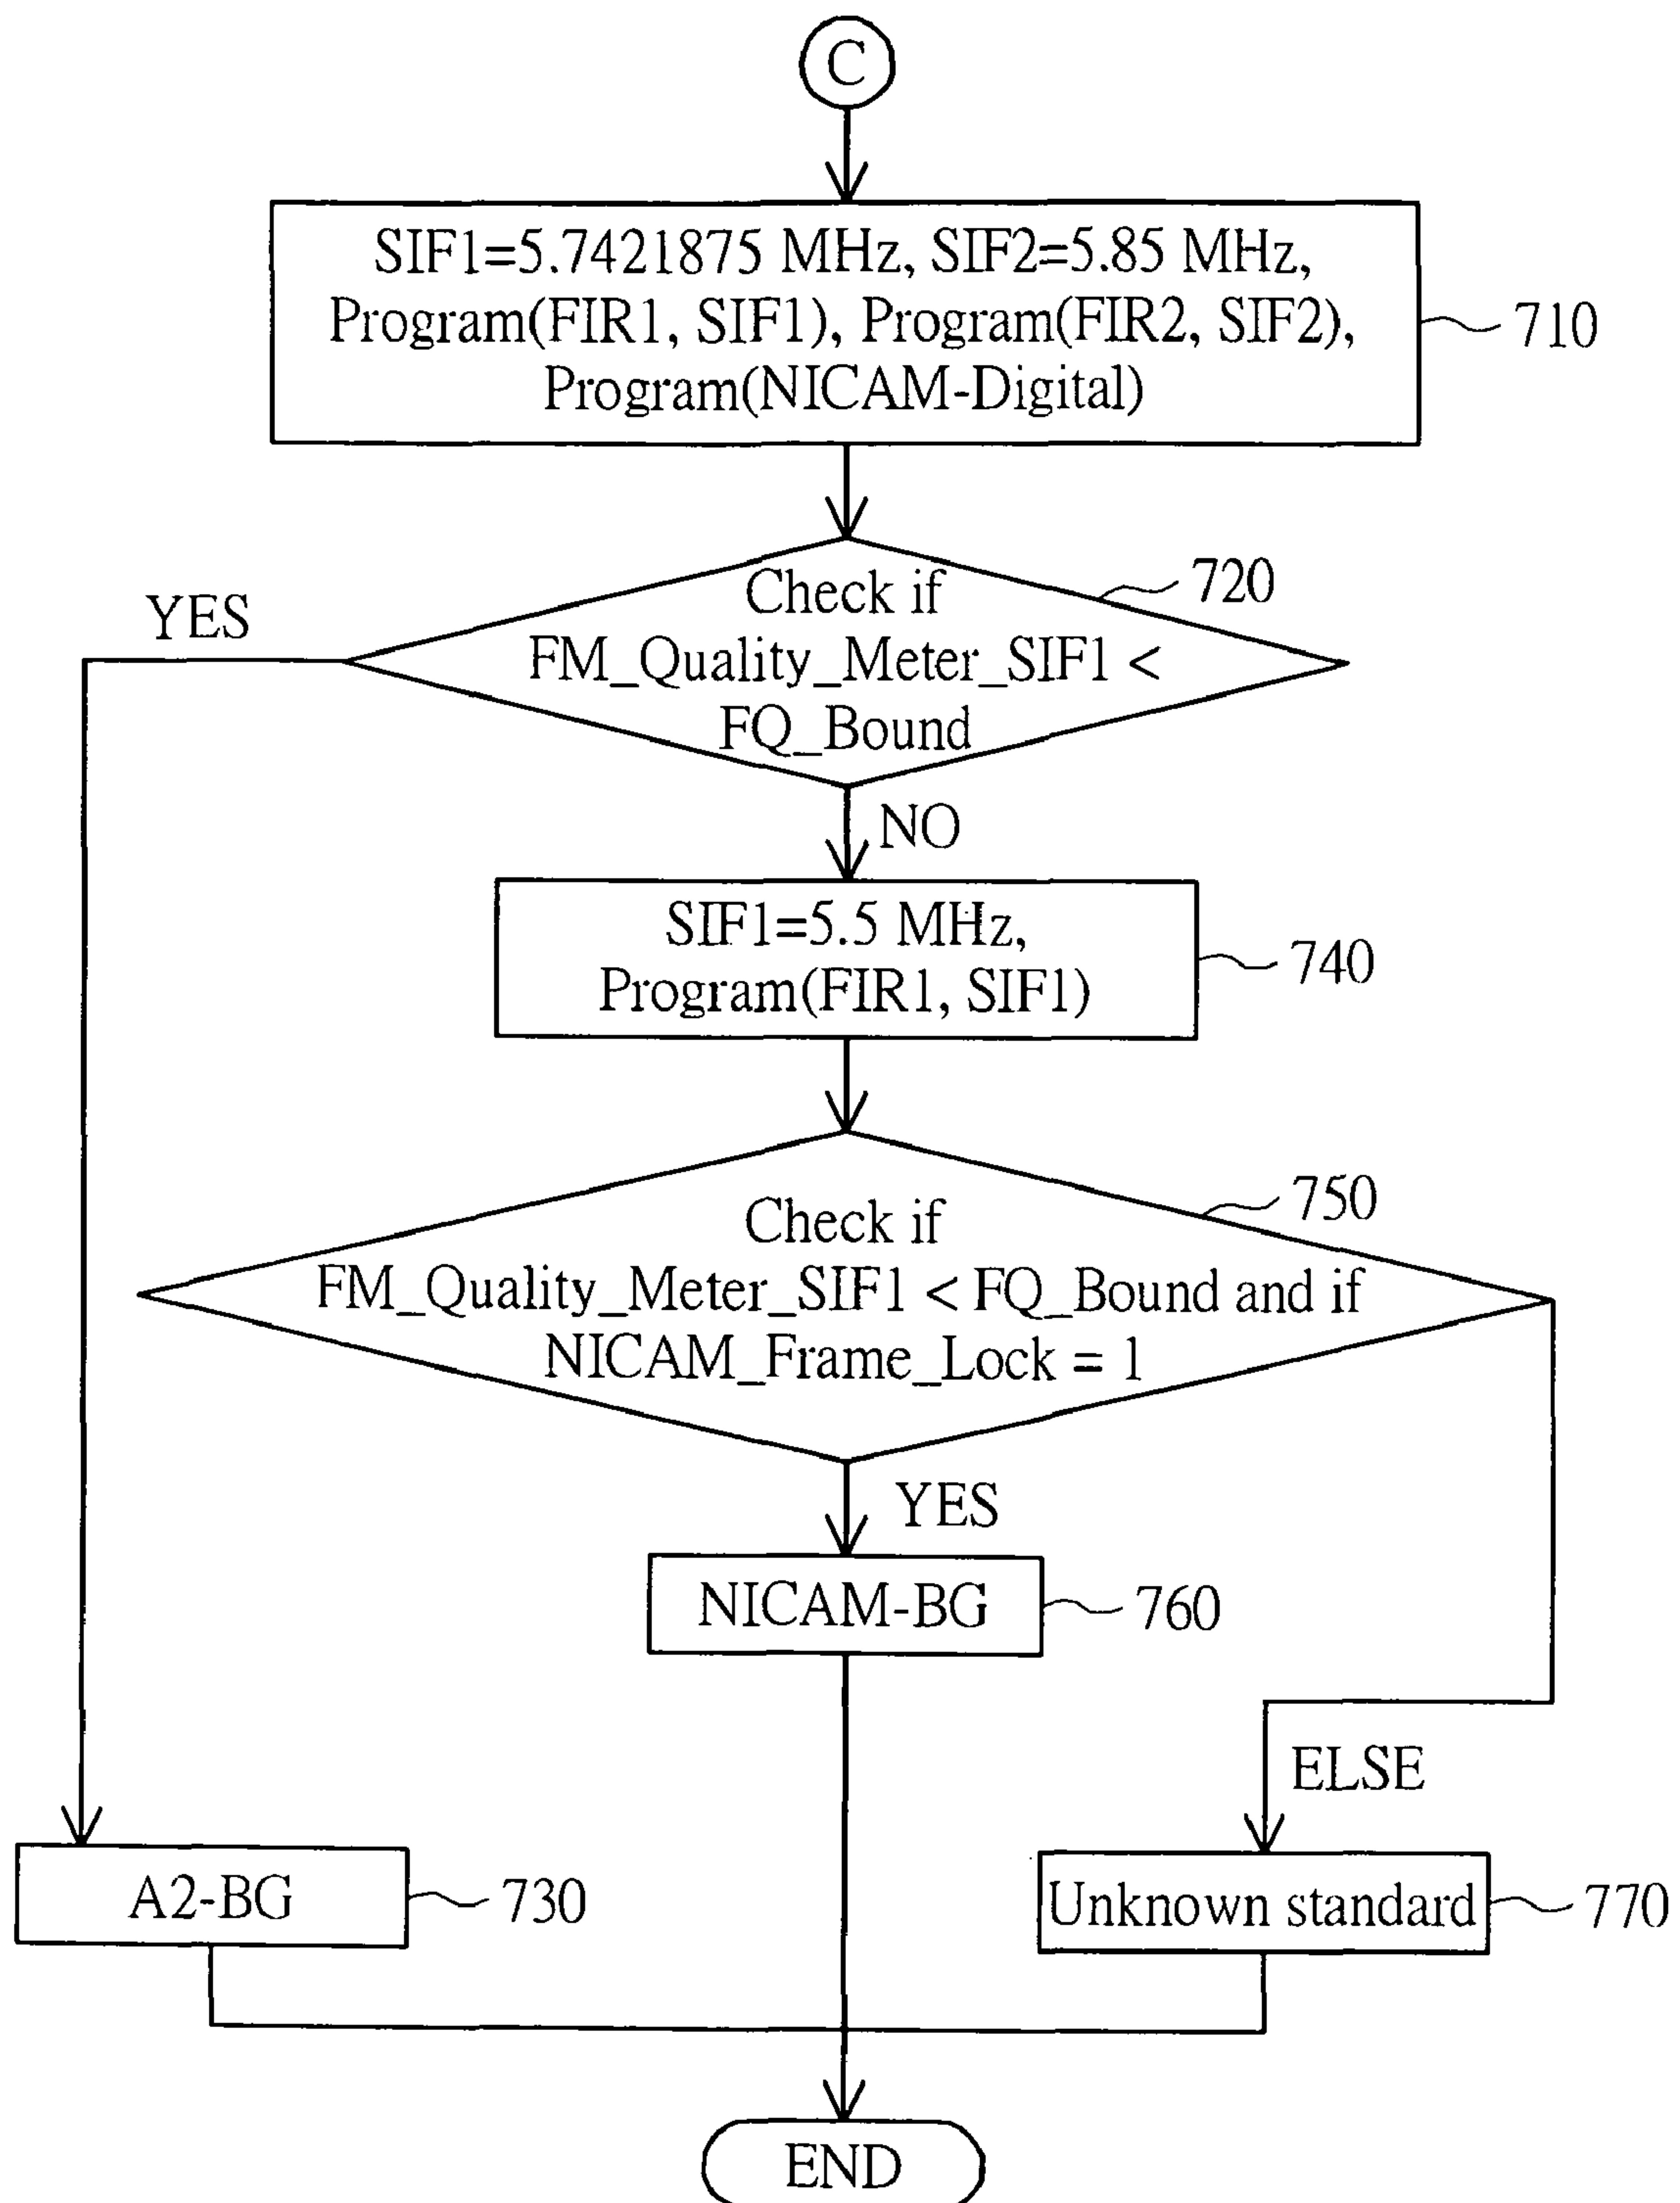 C
SIF1=5.7421875 MHz, SIF2=5.85 MHz,
Program(FIR1, SIF1), Program(FIR2, SIF2),
Program(NICAM-Digital)
710
720
Check if
FM_Quality_Meter_SIF1 <
FQ_Bound
YES
NO
SIF1=5.5 MHz,
Program(FIR1, SIF1)
740
750
Check if
FM_Quality_Meter_SIF1 < FQ_Bound and if
NICAM_Frame_Lock = 1
YES
NICAM-BG
760
ELSE
A2-BG
730
Unknown standard
770
END